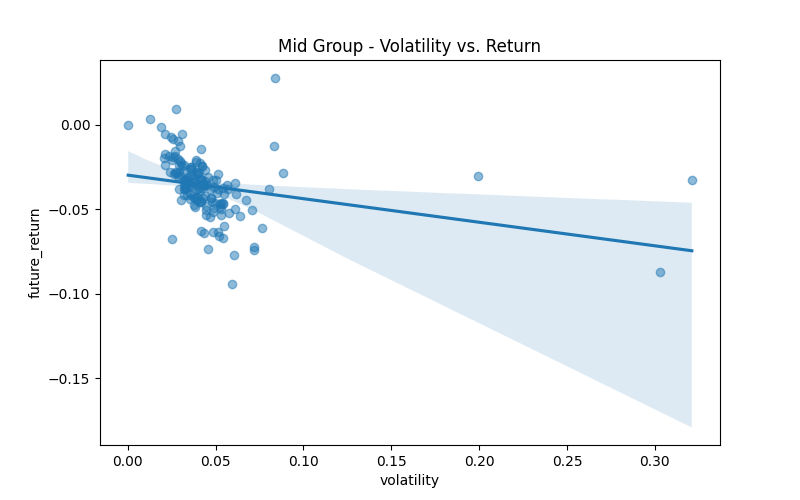 Mid Group - Volatility vs. Return
future_return
0.00
−0.05
−0.10
−0.15
0.00 0.05 0.10 0.15 0.20 0.25 0.30
volatility